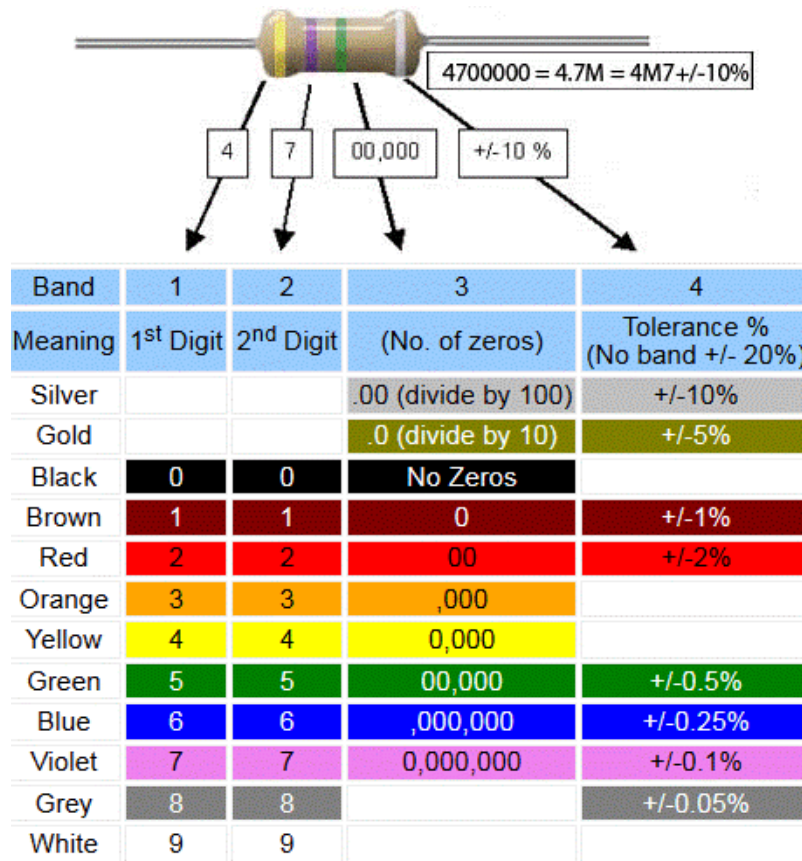 4700000 = 4.7M = 4M7+/-10%
4 7 00,000 +/-10 %
Band 1 2 3 4
Meaning 1st Digit 2nd Digit (No. of zeros) Tolerance %
(No band +/- 20%)
Silver .00 (divide by 100) +/-10%
Gold .0 (divide by 10) +/-5%
Black 0 0 No Zeros
Brown 1 1 0 +/-1%
Red 2 2 00 +/-2%
Orange 3 3 ,000
Yellow 4 4 0,000
Green 5 5 00,000 +/-0.5%
Blue 6 6 ,000,000 +/-0.25%
Violet 7 7 0,000,000 +/-0.1%
Grey 8 8 +/-0.05%
White 9 9